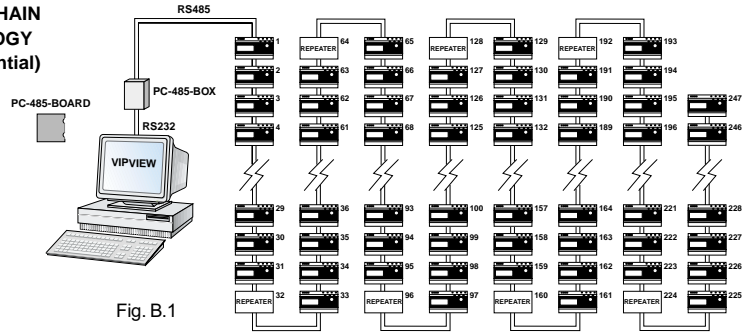 HAIN
OGY
ntial)
RS485
PC-485-BOARD
PC-485-BOX
RS232
VIPVIEW
Fig. B.1
1 REPEATER 64 65 REPEATER 128 129 REPEATER 192 193
2 63 66 127 130 191 194
3 62 67 126 131 190 195 247
4 61 68 125 132 189 196 246
29 36 93 100 157 164 221 228
30 35 94 99 158 163 222 227
31 34 95 98 159 162 223 226
REPEATER 32 33 REPEATER 96 97 REPEATER 160 161 REPEATER 224 225